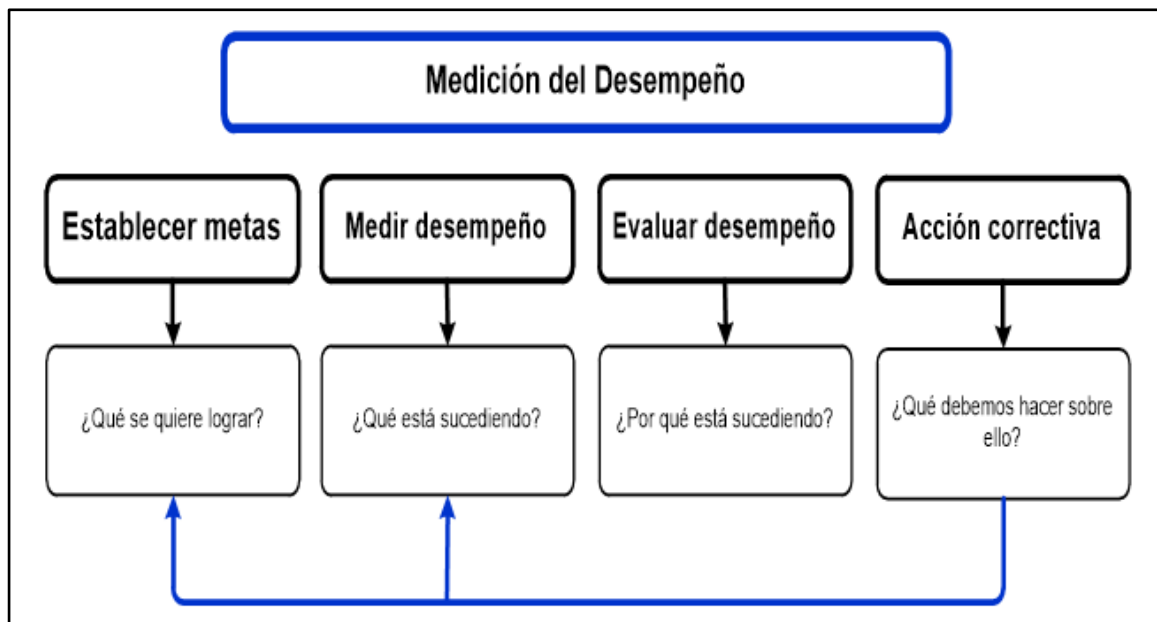 Medición del Desempeño
Establecer metas
Medir desempeño
Evaluar desempeño
Acción correctiva
¿Qué se quiere lograr?
¿Qué está sucediendo?
¿Por qué está sucediendo?
¿Qué debemos hacer sobre
ello?